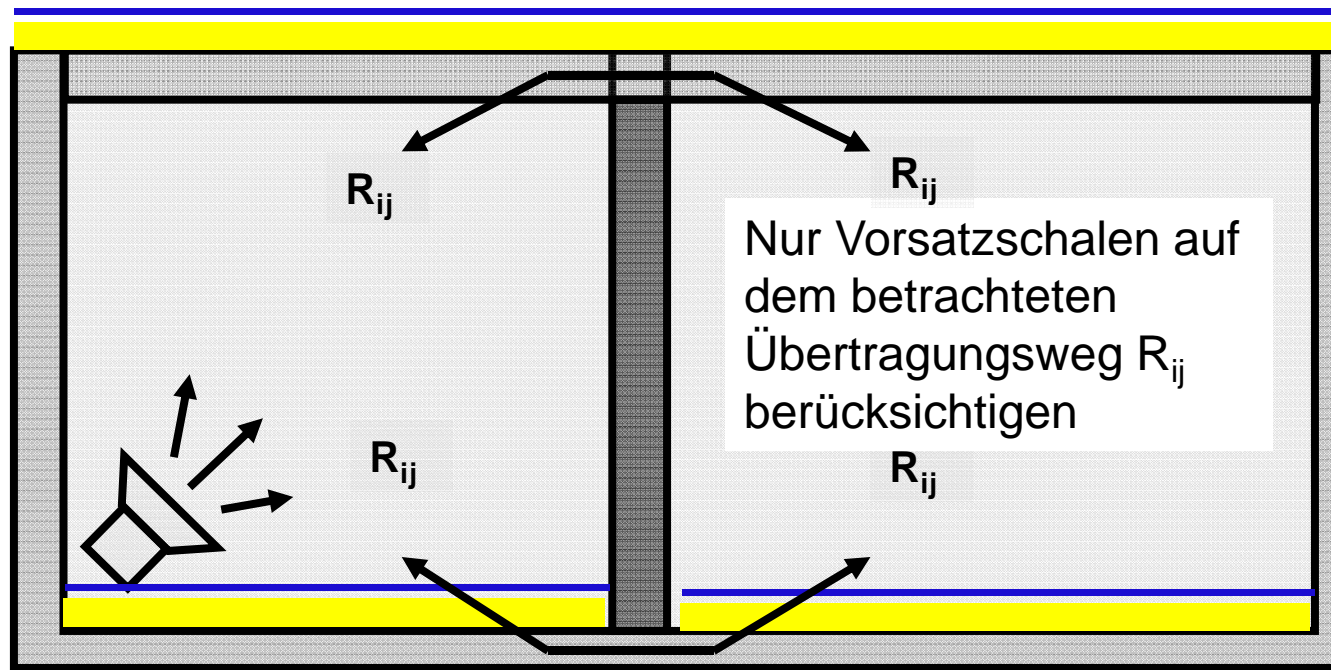 R_ij
R_ij
Nur Vorsatzschalen auf
dem betrachteten
Übertragungsweg R_ij
berücksichtigen
R_ij
R_ij